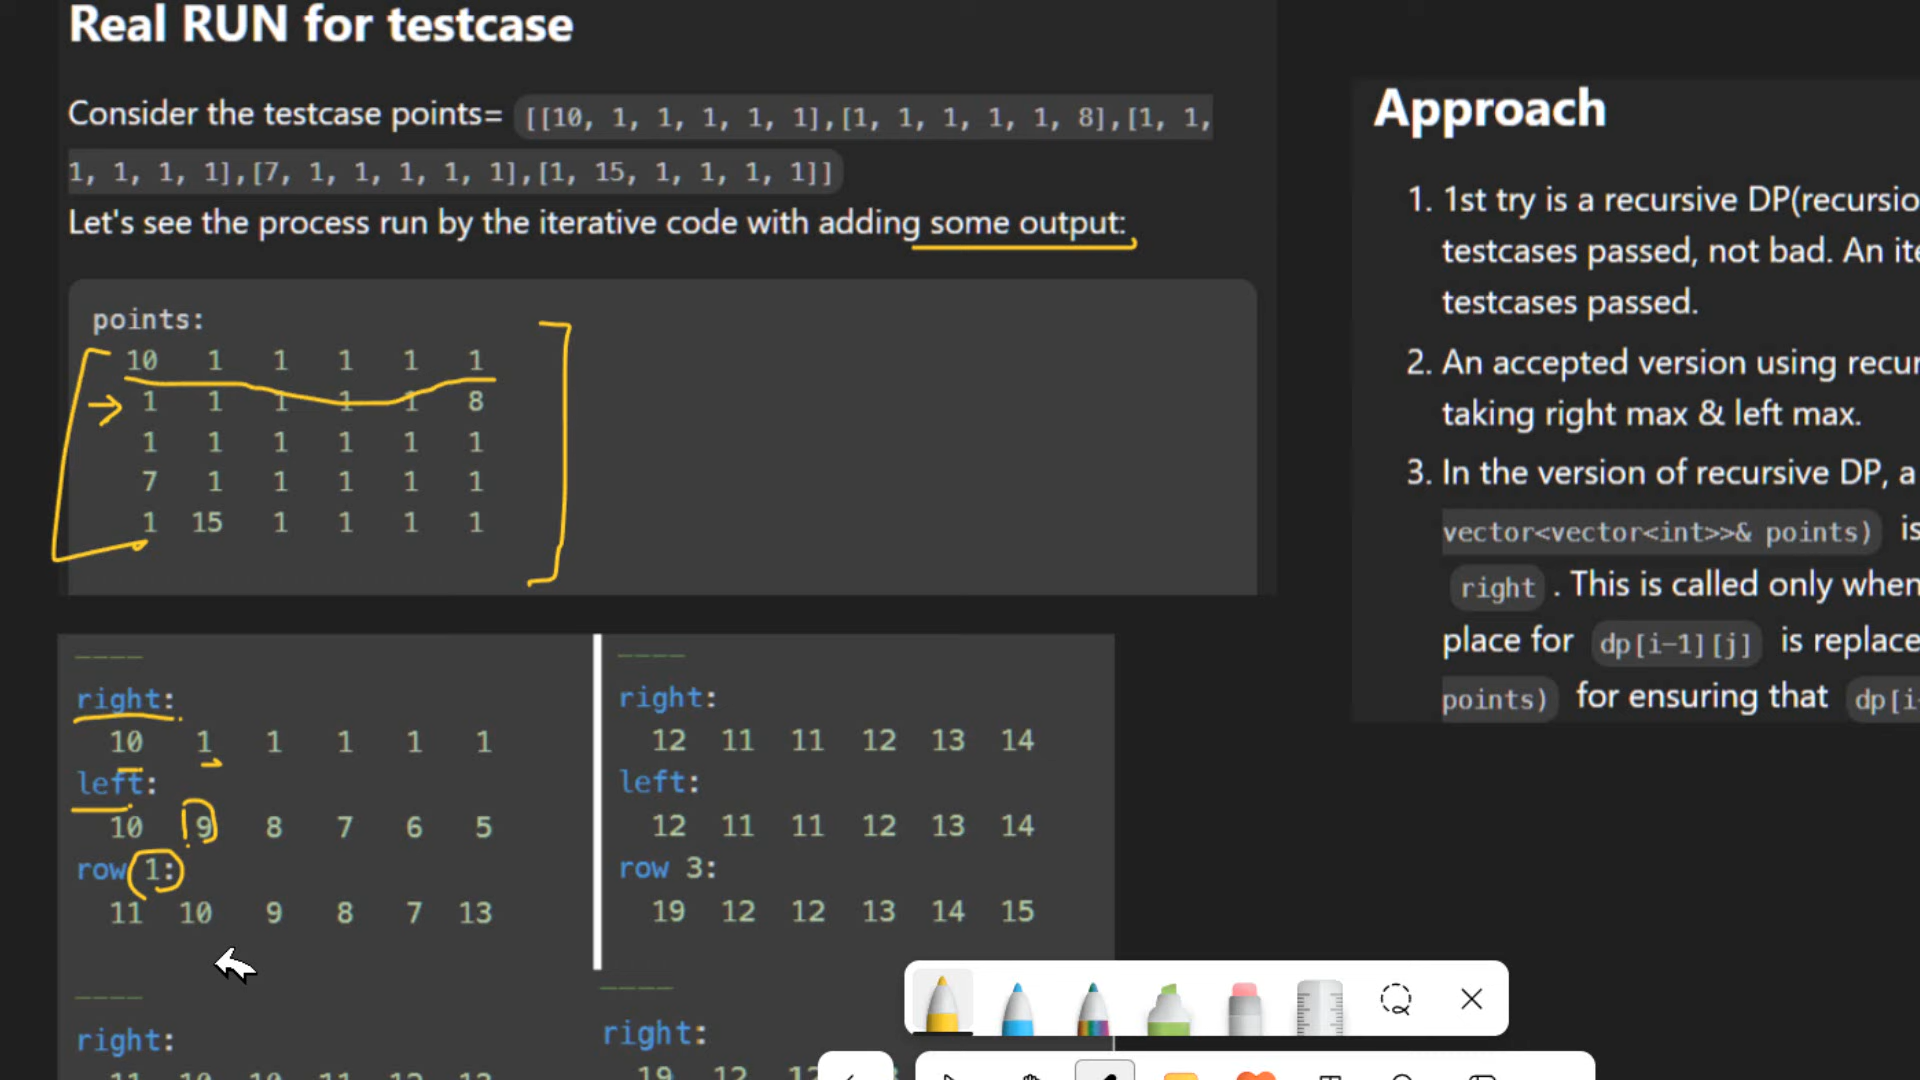 Real RUN for testcase
Consider the testcase points= [[10, 1, 1, 1, 1, 1],[1, 1, 1, 1, 1, 8],[1, 1,
1, 1, 1, 1],[7, 1, 1, 1, 1, 1],[1, 15, 1, 1, 1, 1]]
Let's see the process run by the iterative code with adding some output:
points:
10 1 1 1 1 1
1 1 1 1 1 8
1 1 1 1 1 1
7 1 1 1 1 1
1 15 1 1 1 1
----
right:
10 1 1 1 1 1
left:
10 9 8 7 6 5
row 1:
11 10 9 8 7 13
----
right:
----
right:
12 11 11 12 13 14
left:
12 11 11 12 13 14
row 3:
19 12 12 13 14 15
----
right:
19 12
Approach
1. 1st try is a recursive DP(recursio
testcases passed, not bad. An ite
testcases passed.
2. An accepted version using recur
taking right max & left max.
3. In the version of recursive DP, a
vector<vector<int>>& points) is
right . This is called only when
place for dp[i-1][j] is replace
points) for ensuring that dp[i-